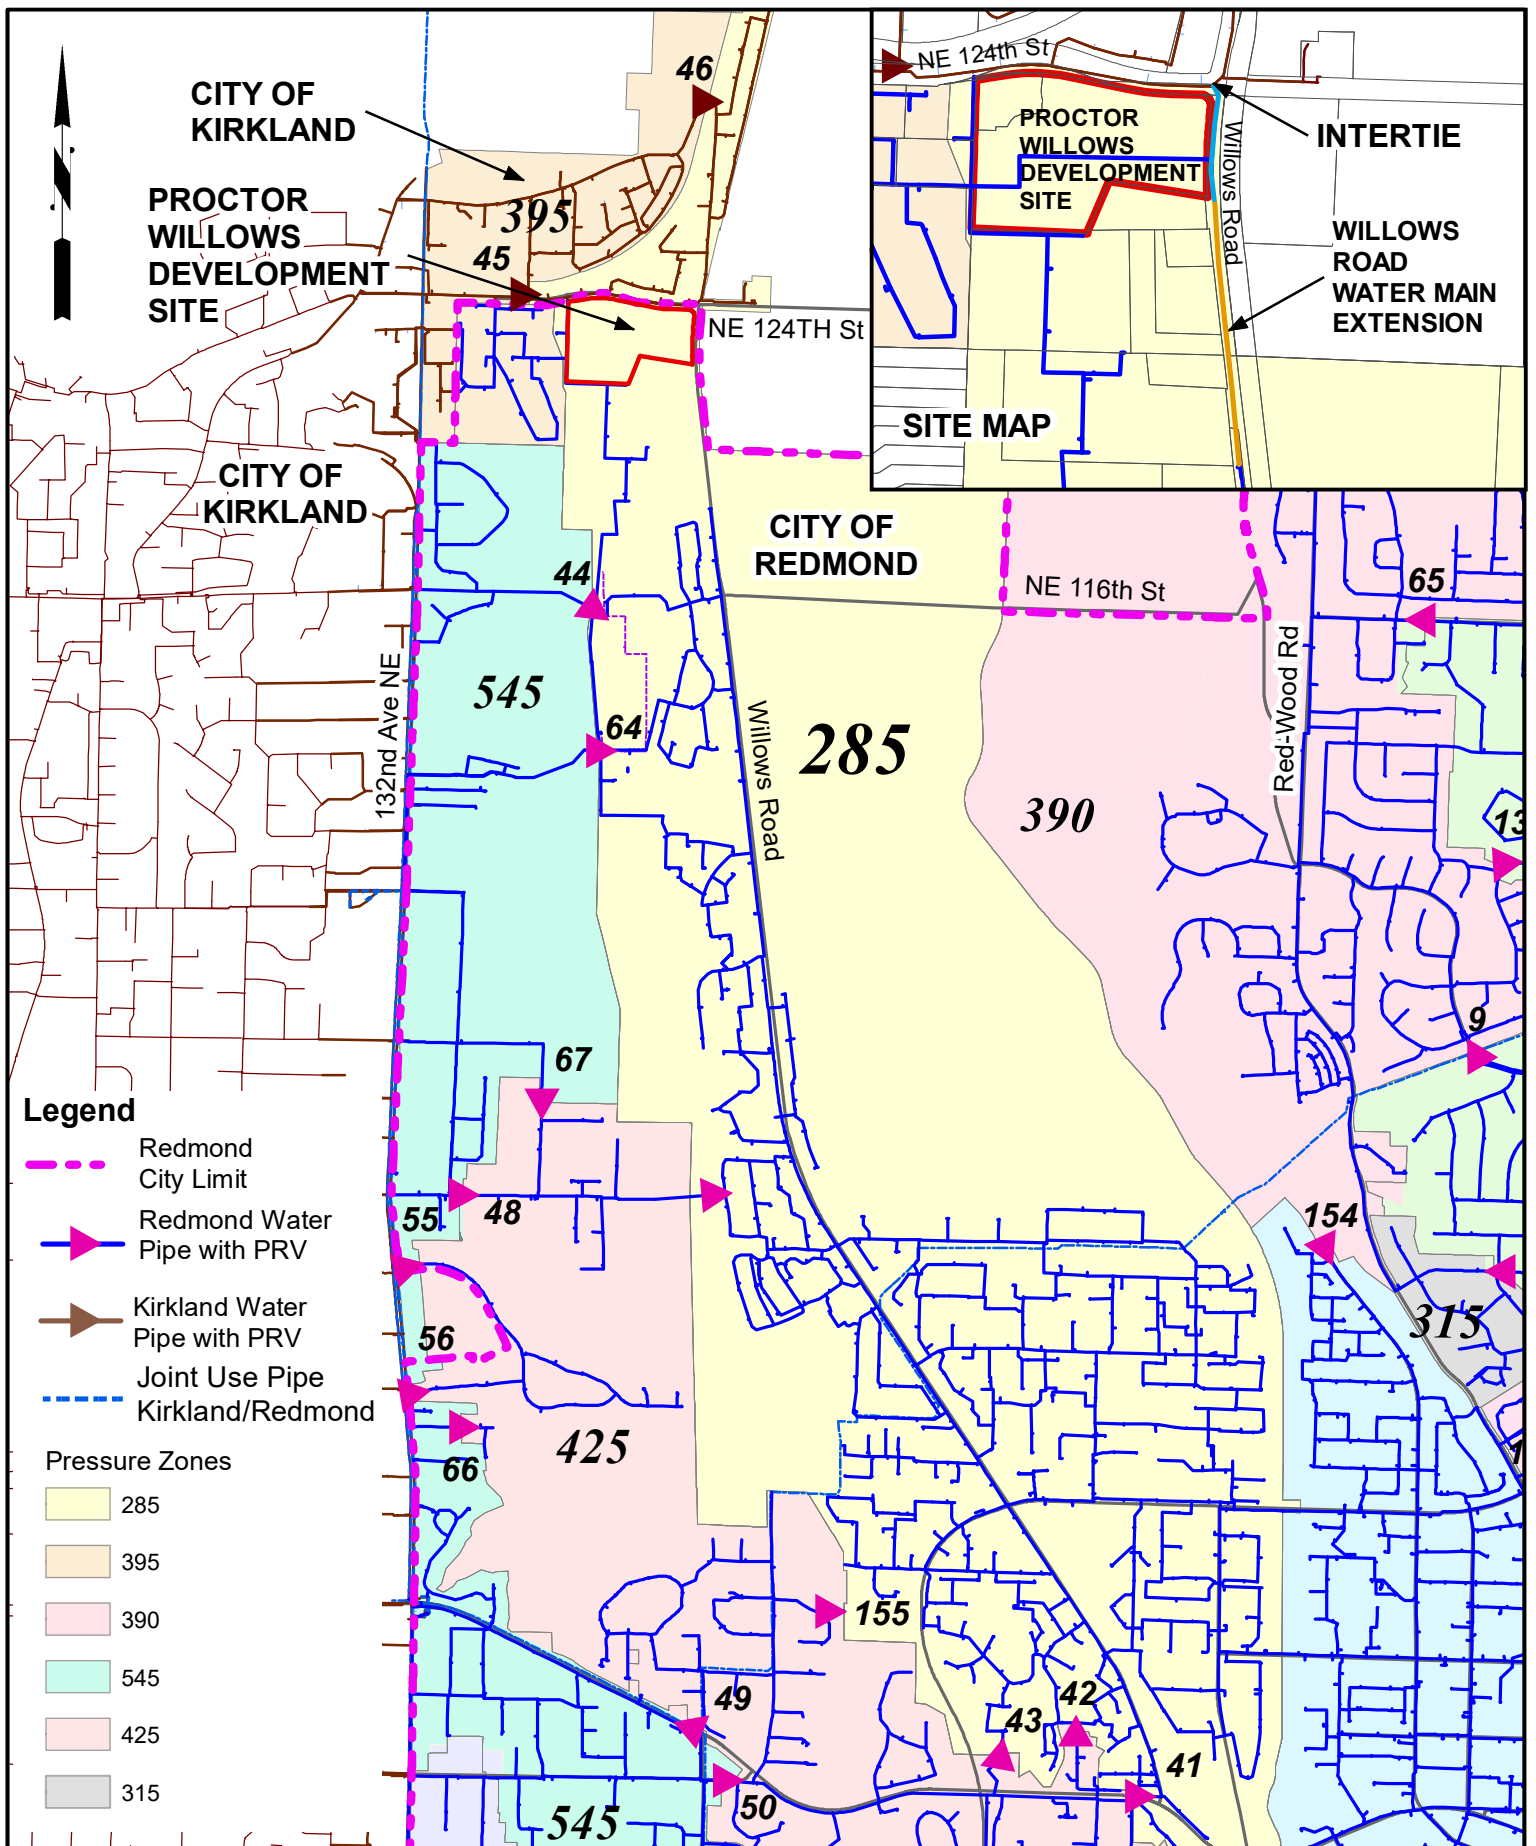 CITY OF
KIRKLAND
46
PROCTOR
WILLOWS
DEVELOPMENT
SITE
395
45
NE 124TH St
NE 124th St
PROCTOR
WILLOWS
DEVELOPMENT
SITE
INTERTIE
Willows Road
WILLOWS
ROAD
WATER MAIN
EXTENSION
SITE MAP
CITY OF
KIRKLAND
CITY OF
REDMOND
44
NE 116th St
65
132nd Ave NE
545
64
Willows Road
285
Red-Wood Rd
390
13
9
67
Legend
Redmond
City Limit
Redmond Water
Pipe with PRV
Kirkland Water
Pipe with PRV
Joint Use Pipe
Kirkland/Redmond
Pressure Zones
285
395
390
545
425
315
55
48
154
56
315
425
66
1
155
49
42
43
41
50
545